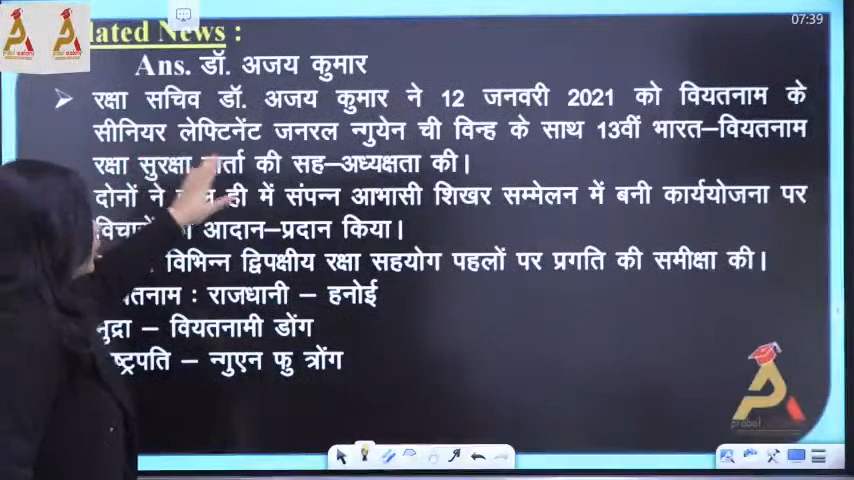 07:39
lated News :
Ans. डॉ. अजय कुमार
रक्षा सचिव डॉ. अजय कुमार ने 12 जनवरी 2021 को वियतनाम के
सीनियर लेफ्टिनेंट जनरल न्गुयेन ची विन्ह के साथ 13वीं भारत–वियतनाम
रक्षा सुरक्षा की सह–अध्यक्षता की।
दोनों ने ही में संपन्न आभासी शिखर सम्मेलन में बनी कार्ययोजना पर
आदान–प्रदान किया।
विभिन्न द्विपक्षीय रक्षा सहयोग पहलों पर प्रगति की समीक्षा की।
यतनाम : राजधानी – हनोई
मुद्रा – वियतनामी डोंग
ष्ट्रपति – न्गुएन फु त्रोंग
prabal